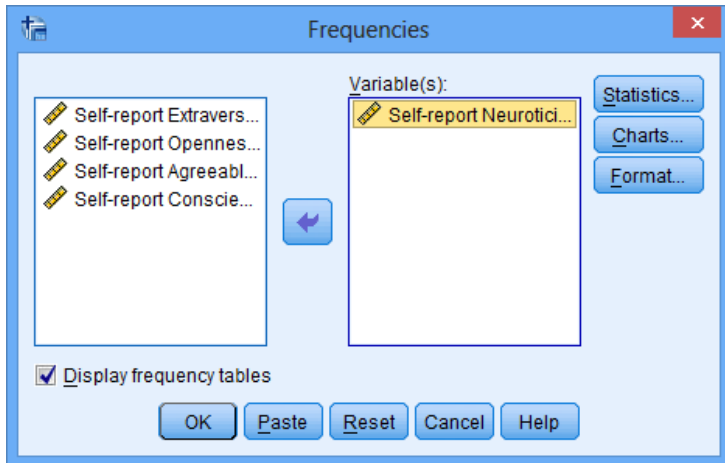 Frequencies
Variable(s):
Self-report Extravers...
Self-report Opennes...
Self-report Agreeabl...
Self-report Conscie...
Self-report Neurotici...
Statistics...
Charts...
Format...
Display frequency tables
OK Paste Reset Cancel Help